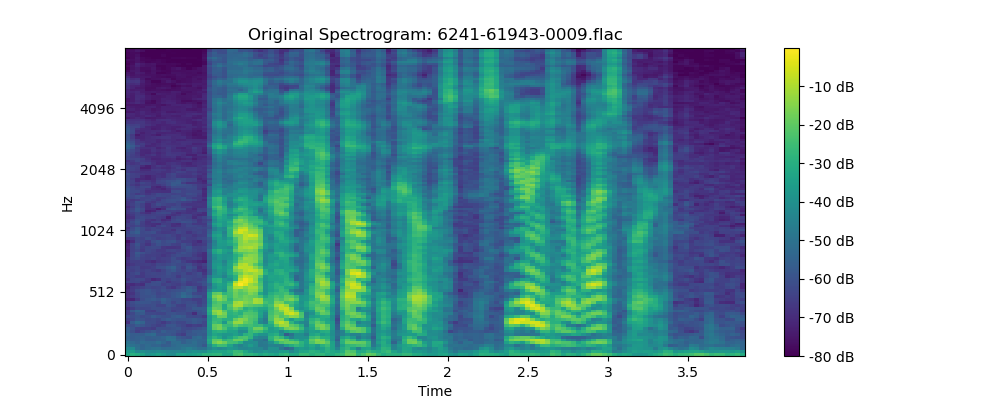 Original Spectrogram: 6241-61943-0009.flac
Hz
4096
2048
1024
512
0
0 0.5 1 1.5 2 2.5 3 3.5
Time
-10 dB
-20 dB
-30 dB
-40 dB
-50 dB
-60 dB
-70 dB
-80 dB